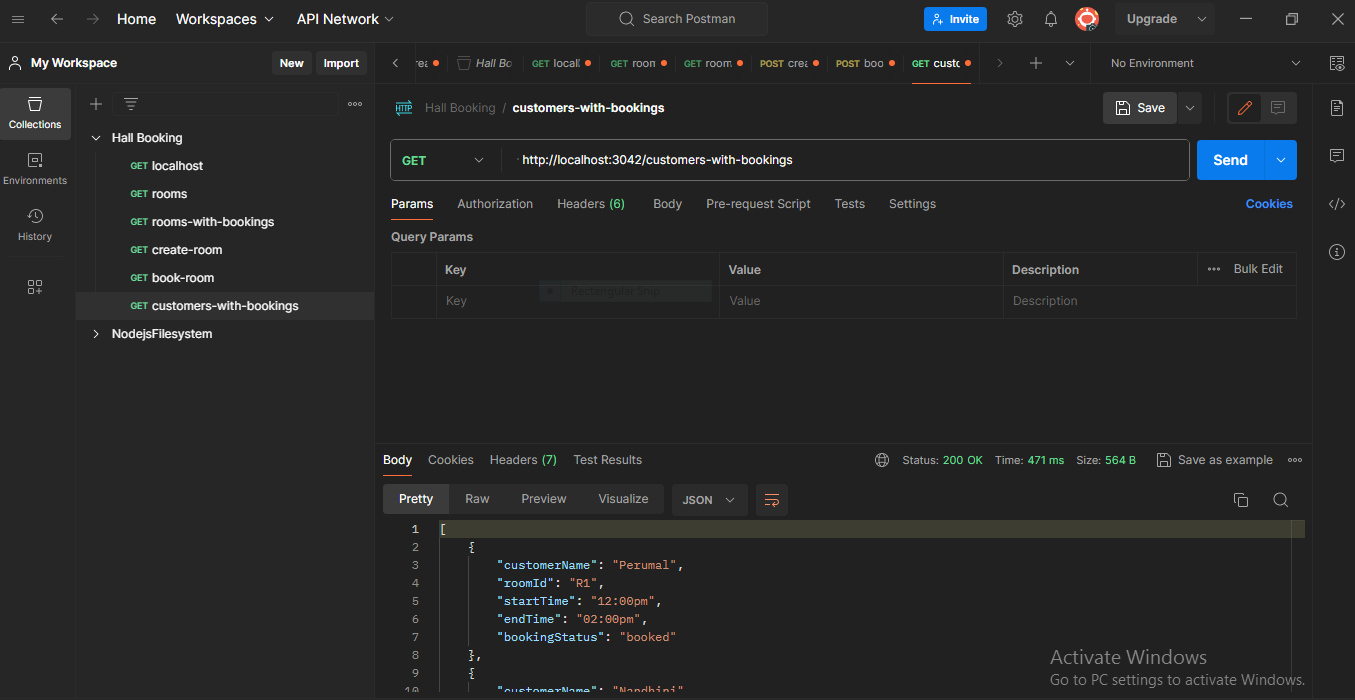 Home Workspaces API Network Search Postman Invite Upgrade
My Workspace New Import Hall Bo GET locall GET room GET room POST crea POST boo GET custo No Environment
Collections
Hall Booking / customers-with-bookings Save
Hall Booking
GET http://localhost:3042/customers-with-bookings Send
GET localhost
Environments
GET rooms
Params Authorization Headers (6) Body Pre-request Script Tests Settings Cookies
GET rooms-with-bookings
History
Query Params
GET create-room
Key Value Description Bulk Edit
GET book-room
Rectangular Snip
Key Value Description
GET customers-with-bookings
NodejsFilesystem
Body Cookies Headers (7) Test Results Status: 200 OK Time: 471 ms Size: 564 B Save as example
Pretty Raw Preview Visualize JSON
1 [
2 {
3 "customerName": "Perumal",
4 "roomId": "R1",
5 "startTime": "12:00pm",
6 "endTime": "02:00pm",
7 "bookingStatus": "booked"
8 },
9 {
10 "customerName": "Nandhini"
Activate Windows
Go to PC settings to activate Windows.